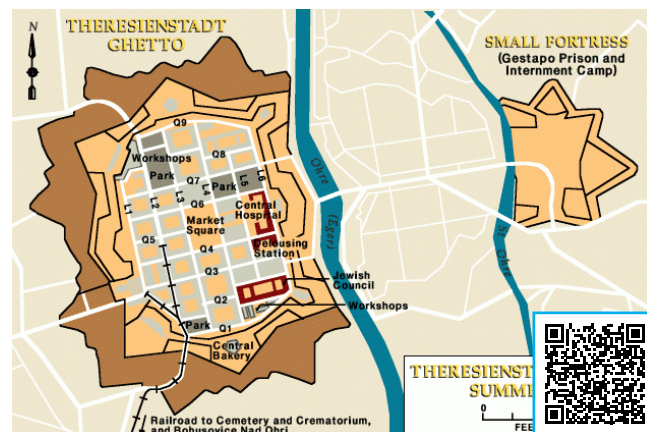 THERESIENSTADT
GHETTO
N
SMALL FORTRESS
(Gestapo Prison and
Internment Camp)
Q9
Workshops
Q8
Park
Q7
Park
L1
L2
L3
L4
L5
L6
Q6
Central
Hospital
Market
Square
Q5
Q4
Delousing
Station
Q3
Jewish
Council
Q2
Workshops
Park
Q1
Central
Bakery
Ohre
(Eger)
St Ohre
THERESIENST
SUMM
0
FEE
Railroad to Cemetery and Crematorium,
and Bohusovice Nad Ohri